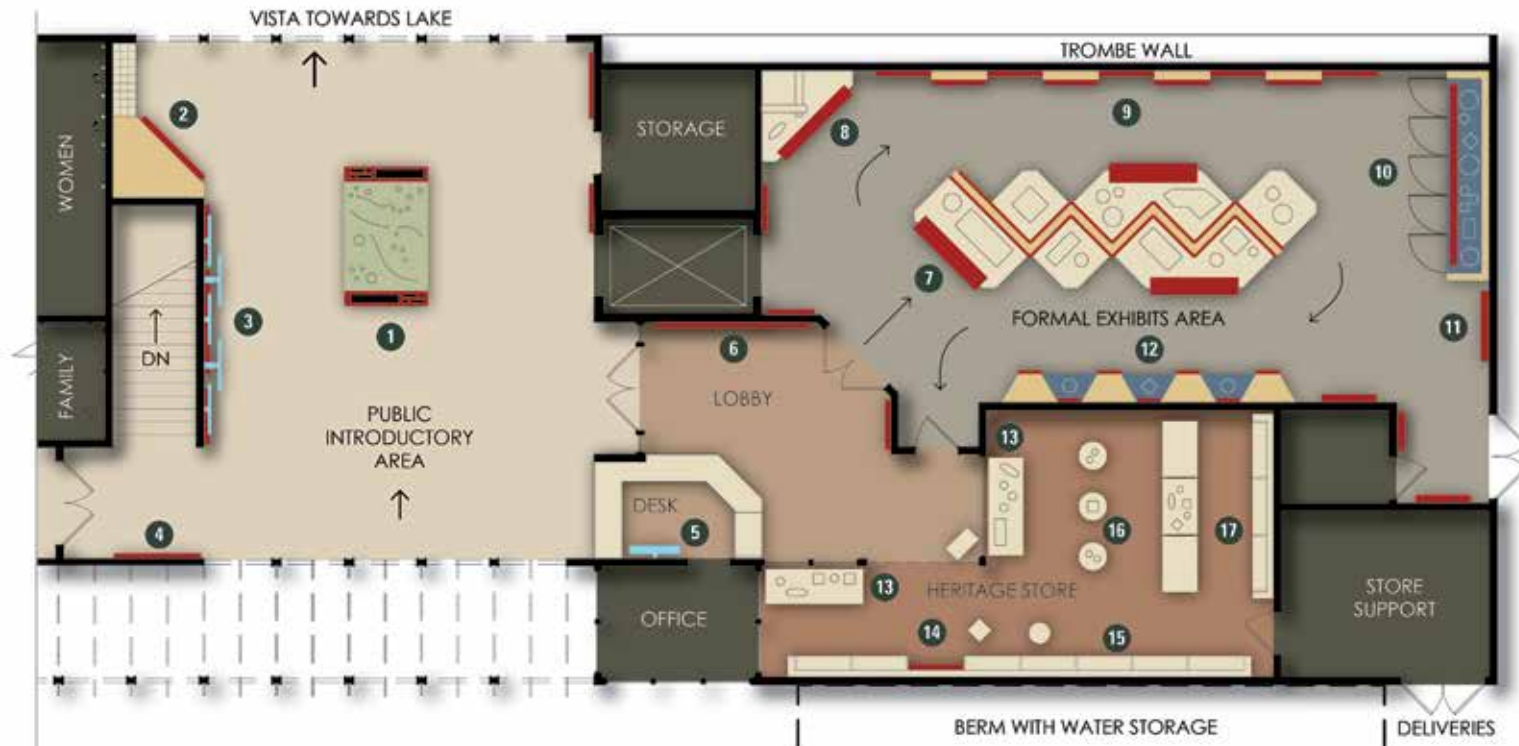 VISTA TOWARDS LAKE
TROMBE WALL
WOMEN
2
STORAGE
8
9
10
3
1
7
FORMAL EXHIBITS AREA
11
12
DN
6
LOBBY
FAMILY
PUBLIC
INTRODUCTORY
AREA
13
DESK
5
4
16
17
13
HERITAGE STORE
OFFICE
STORE
SUPPORT
14
15
BERM WITH WATER STORAGE
DELIVERIES